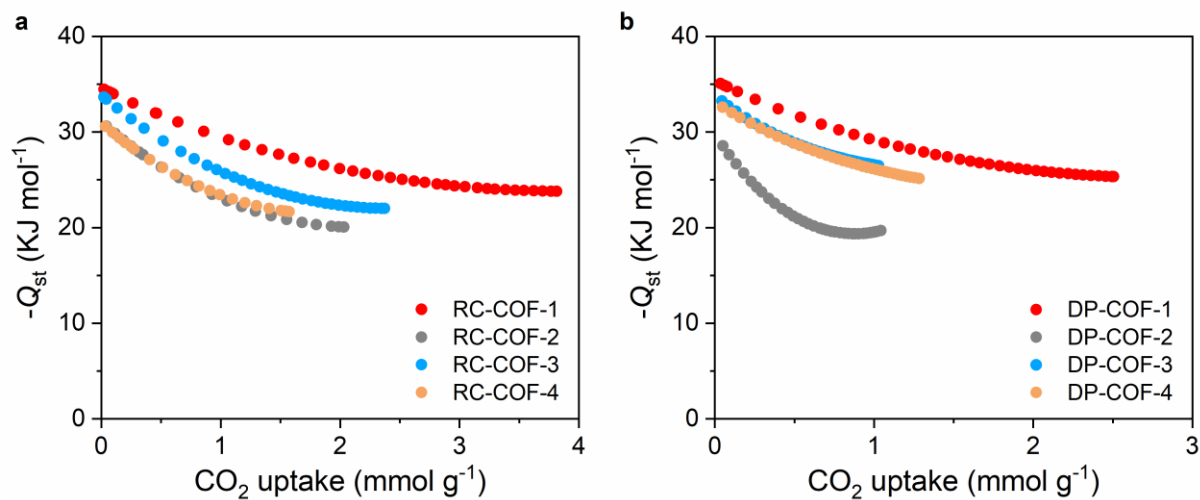 a
40
30
20
10
0
-Qst (KJ mol⁻¹)
0 1 2 3 4
CO₂ uptake (mmol g⁻¹)
RC-COF-1
RC-COF-2
RC-COF-3
RC-COF-4
b
40
30
20
10
0
-Qst (KJ mol⁻¹)
0 1 2 3
CO₂ uptake (mmol g⁻¹)
DP-COF-1
DP-COF-2
DP-COF-3
DP-COF-4